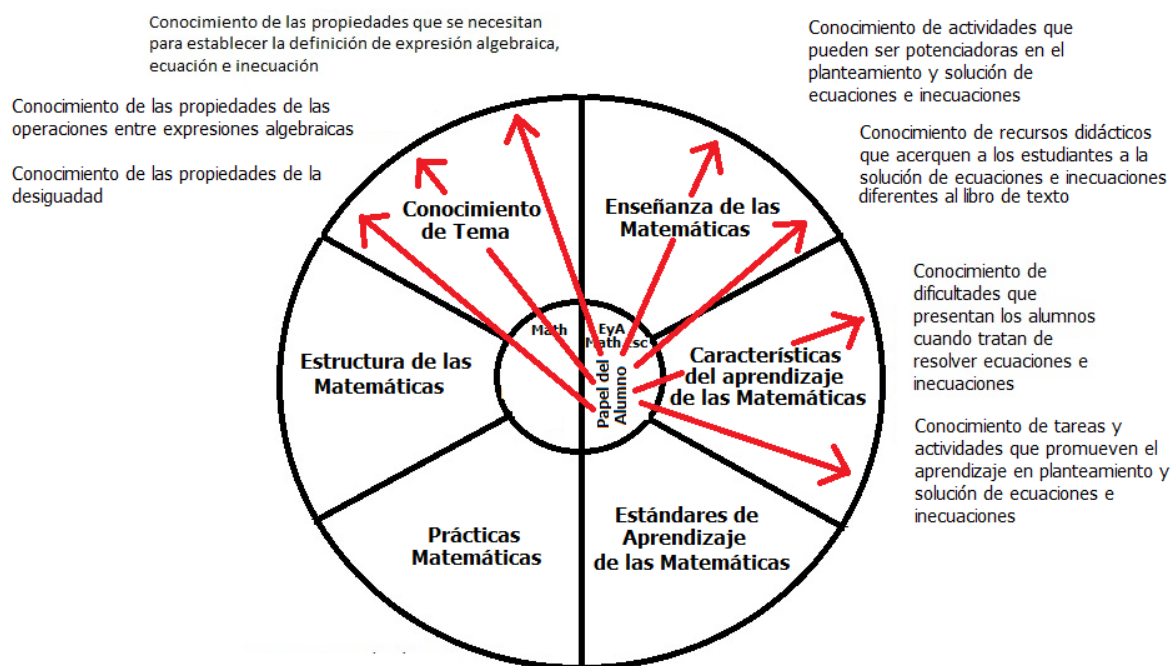 Conocimiento de las propiedades que se necesitan
para establecer la definición de expresión algebraica,
ecuación e inecuación
Conocimiento de actividades que
pueden ser potenciadoras en el
planteamiento y solución de
ecuaciones e inecuaciones
Conocimiento de las propiedades de las
operaciones entre expresiones algebraicas
Conocimiento de las propiedades de la
desiguadad
Conocimiento de recursos didácticos
que acerquen a los estudiantes a la
solución de ecuaciones e inecuaciones
diferentes al libro de texto
Conocimiento
de Tema
Enseñanza de las
Matemáticas
Conocimiento de
dificultades que
presentan los alumnos
cuando tratan de
resolver ecuaciones e
inecuaciones
Math
EyA
Math Esc
Papel del
Alumno
Estructura de las
Matemáticas
Características
del aprendizaje
de las Matemáticas
Conocimiento de tareas y
actividades que promueven el
aprendizaje en planteamiento y
solución de ecuaciones e
inecuaciones
Prácticas
Matemáticas
Estándares de
Aprendizaje
de las Matemáticas